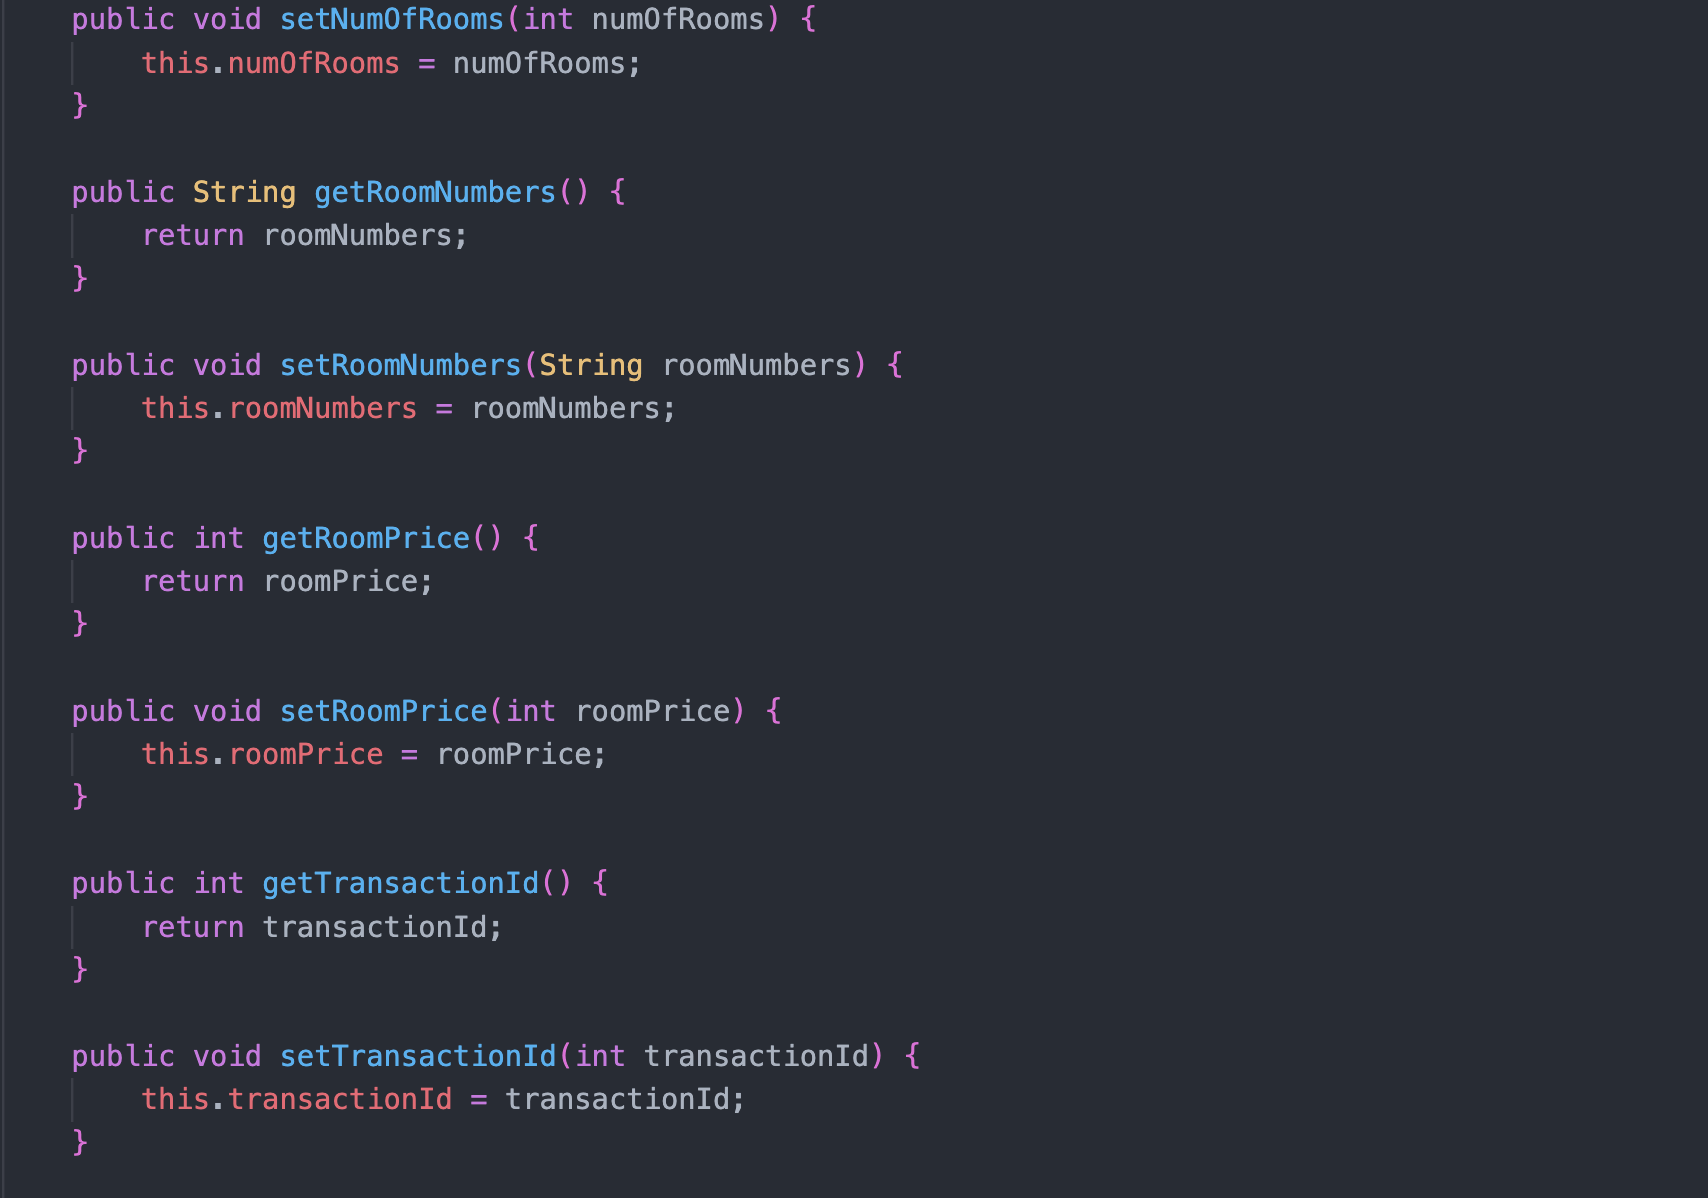 public void setNumOfRooms(int numOfRooms) {
this.numOfRooms = numOfRooms;
}
public String getRoomNumbers() {
return roomNumbers;
}
public void setRoomNumbers(String roomNumbers) {
this.roomNumbers = roomNumbers;
}
public int getRoomPrice() {
return roomPrice;
}
public void setRoomPrice(int roomPrice) {
this.roomPrice = roomPrice;
}
public int getTransactionId() {
return transactionId;
}
public void setTransactionId(int transactionId) {
this.transactionId = transactionId;
}